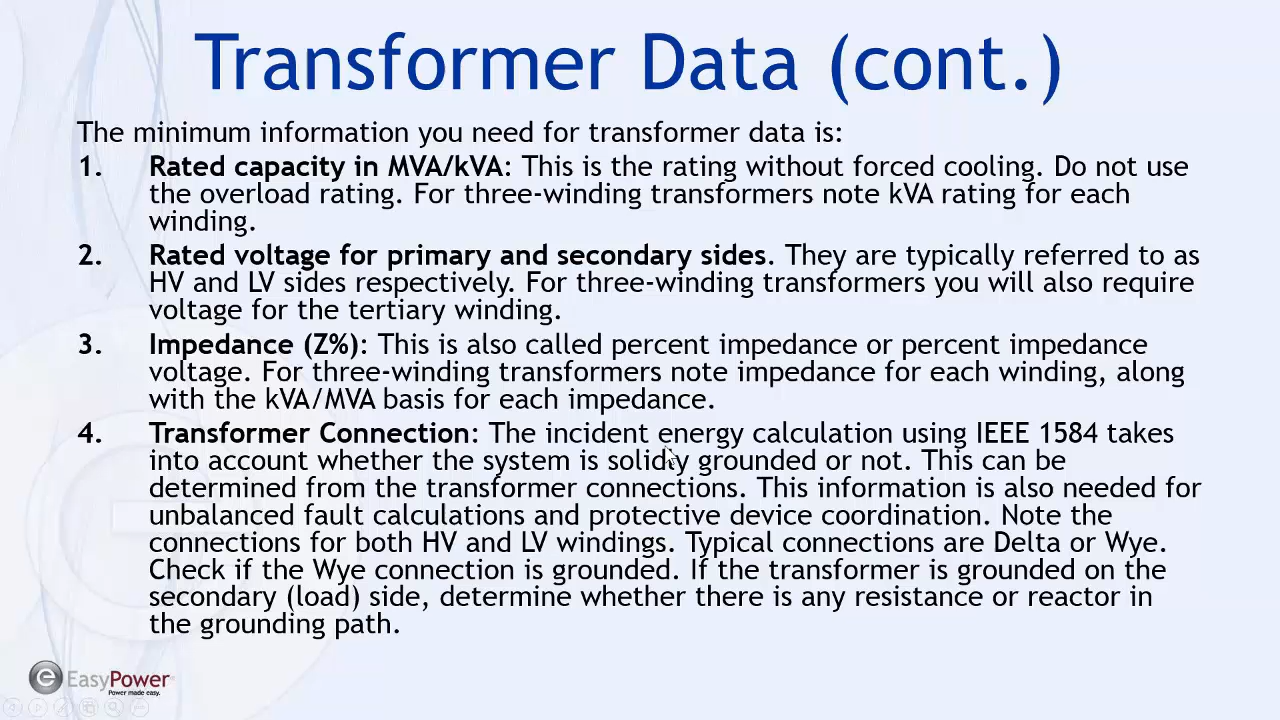 Transformer Data (cont.)
The minimum information you need for transformer data is:
1. Rated capacity in MVA/kVA: This is the rating without forced cooling. Do not use
the overload rating. For three-winding transformers note kVA rating for each
winding.
2. Rated voltage for primary and secondary sides. They are typically referred to as
HV and LV sides respectively. For three-winding transformers you will also require
voltage for the tertiary winding.
3. Impedance (Z%): This is also called percent impedance or percent impedance
voltage. For three-winding transformers note impedance for each winding, along
with the kVA/MVA basis for each impedance.
4. Transformer Connection: The incident energy calculation using IEEE 1584 takes
into account whether the system is solidly grounded or not. This can be
determined from the transformer connections. This information is also needed for
unbalanced fault calculations and protective device coordination. Note the
connections for both HV and LV windings. Typical connections are Delta or Wye.
Check if the Wye connection is grounded. If the transformer is grounded on the
secondary (load) side, determine whether there is any resistance or reactor in
the grounding path.
e EasyPower
Power made easy.